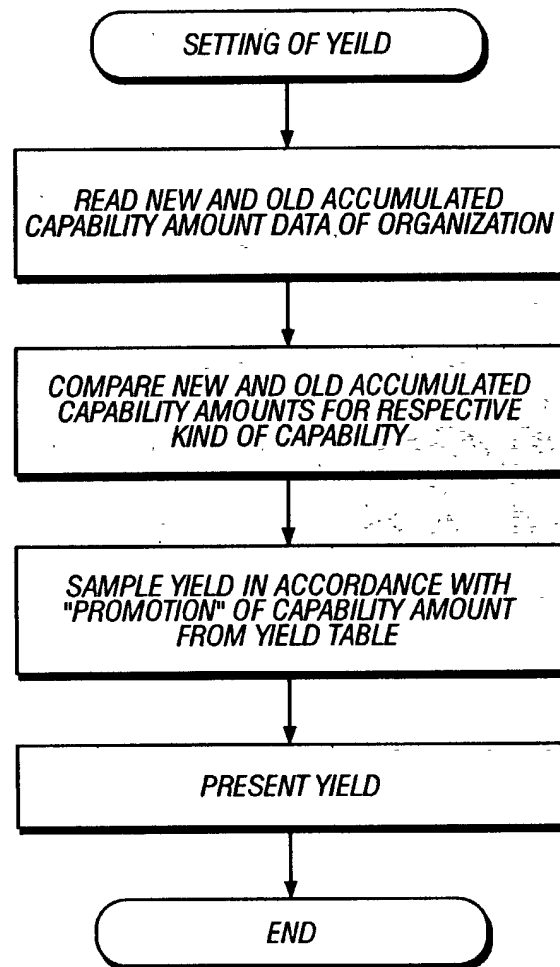 SETTING OF YEILD
READ NEW AND OLD ACCUMULATED
CAPABILITY AMOUNT DATA OF ORGANIZATION
COMPARE NEW AND OLD ACCUMULATED
CAPABILITY AMOUNTS FOR RESPECTIVE
KIND OF CAPABILITY
SAMPLE YIELD IN ACCORDANCE WITH
"PROMOTION" OF CAPABILITY AMOUNT
FROM YIELD TABLE
PRESENT YIELD
END